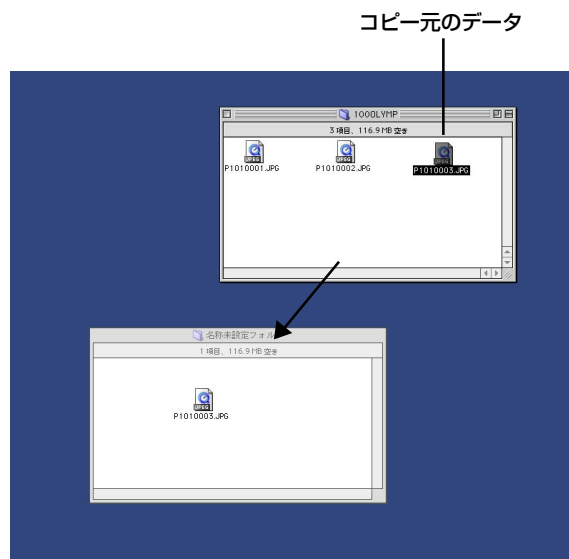 コピー元のデータ
100OLYMP
3 項目、116.9 MB 空き
P1010001.JPG
P1010002.JPG
P1010003.JPG
名称未設定フォル
1 項目、116.9 MB 空き
P1010003.JPG